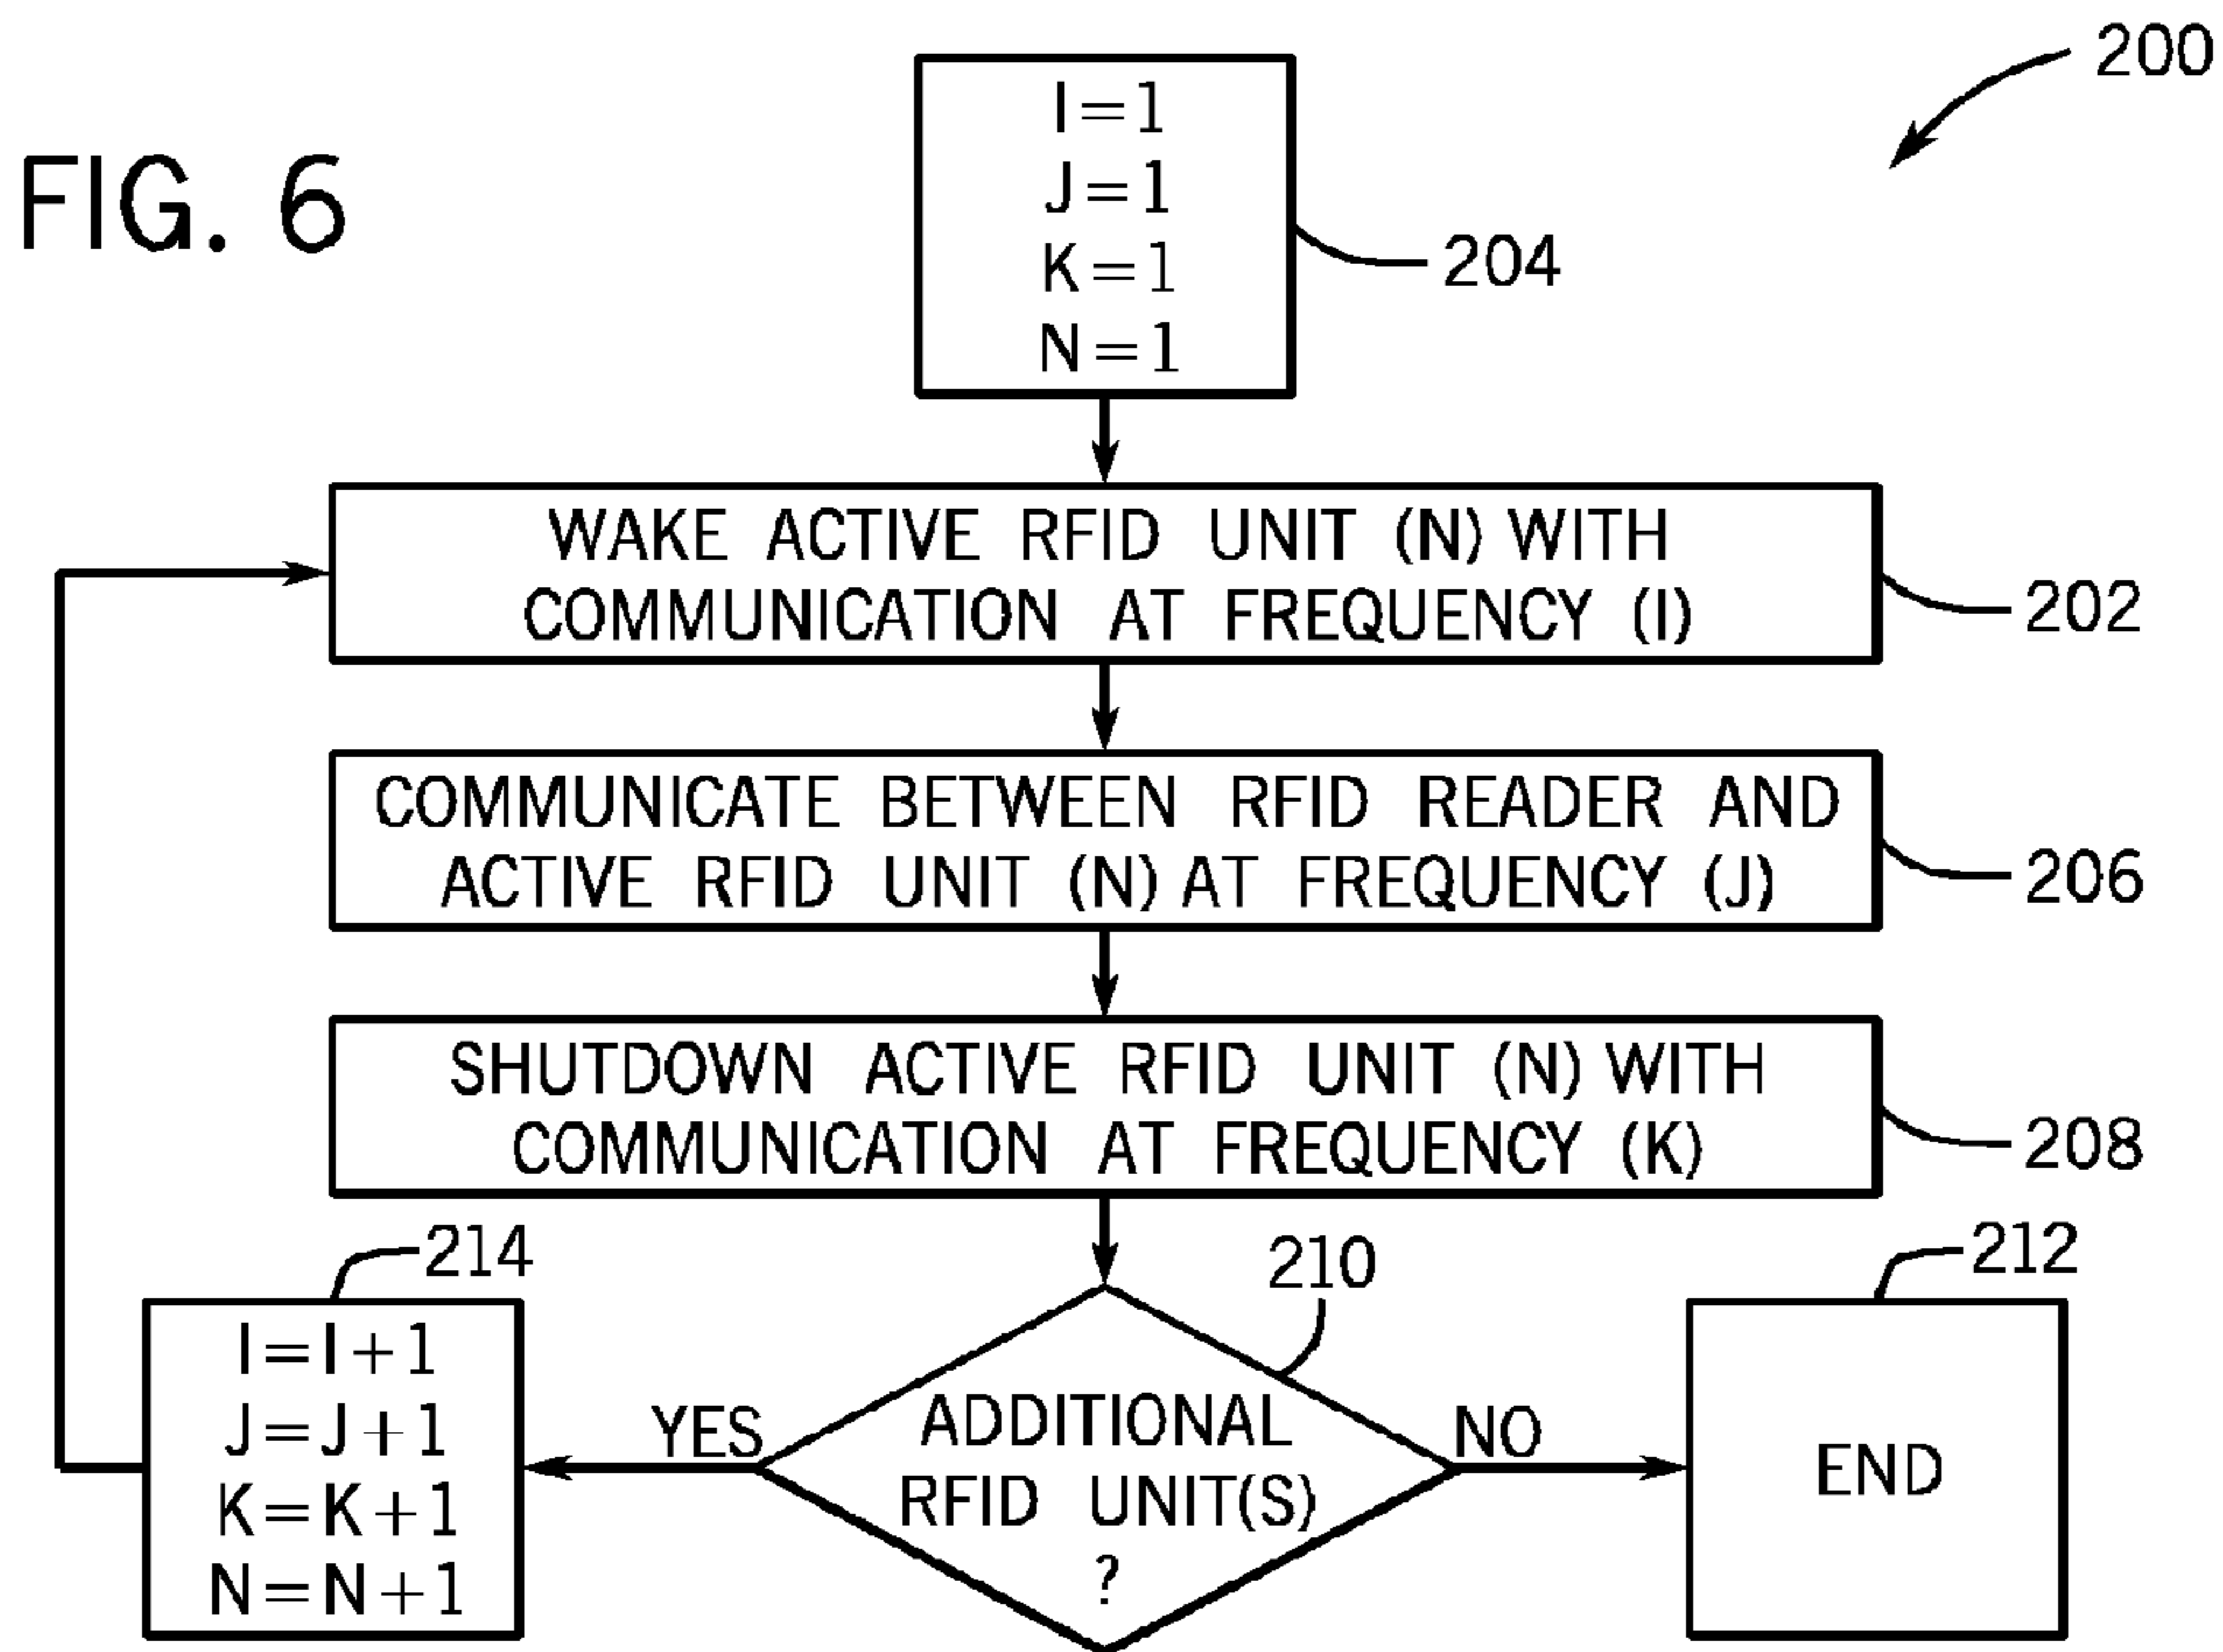 FIG. 6
200
I=1
J=1
K=1
N=1
204
WAKE ACTIVE RFID UNIT (N) WITH
COMMUNICATION AT FREQUENCY (I)
202
COMMUNICATE BETWEEN RFID READER AND
ACTIVE RFID UNIT (N) AT FREQUENCY (J)
206
SHUTDOWN ACTIVE RFID UNIT (N) WITH
COMMUNICATION AT FREQUENCY (K)
208
214
210
212
I=I+1
J=J+1
K=K+1
N=N+1
YES
ADDITIONAL
RFID UNIT(S)
?
NO
END